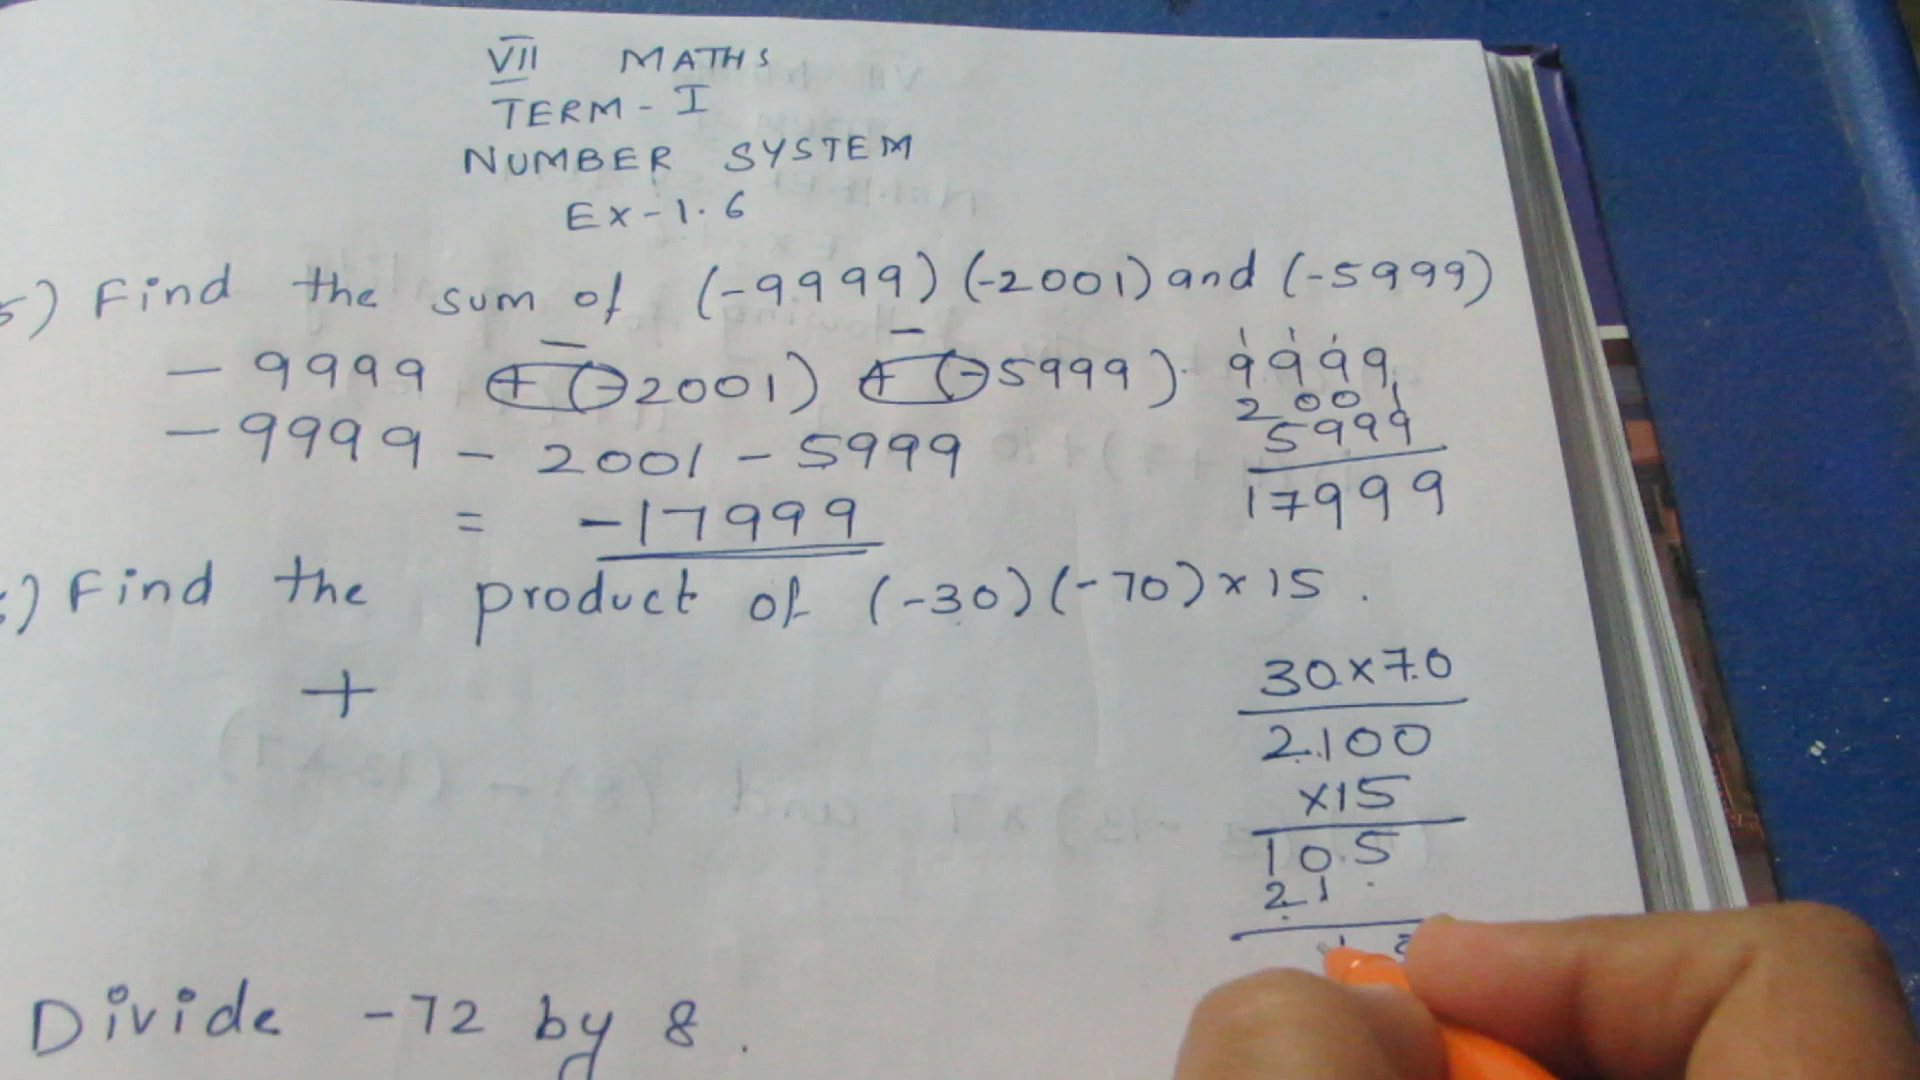 VII MATHS
TERM - I
NUMBER SYSTEM
EX-1.6
5) Find the sum of (-9999) (-2001) and (-5999)
- 9999 + (-2001) + (-5999)
- 9999 - 2001 - 5999
= -17999
9999
2001
5999
17999
) Find the product of (-30) (-70) × 15 .
+
30×70
2100
×15
105
21
Divide -72 by 8 .